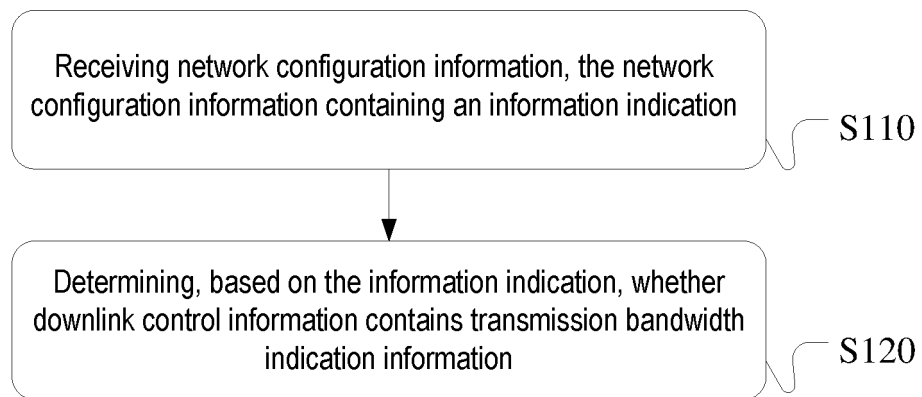 Receiving network configuration information, the network
configuration information containing an information indication
S110
Determining, based on the information indication, whether
downlink control information contains transmission bandwidth
indication information
S120